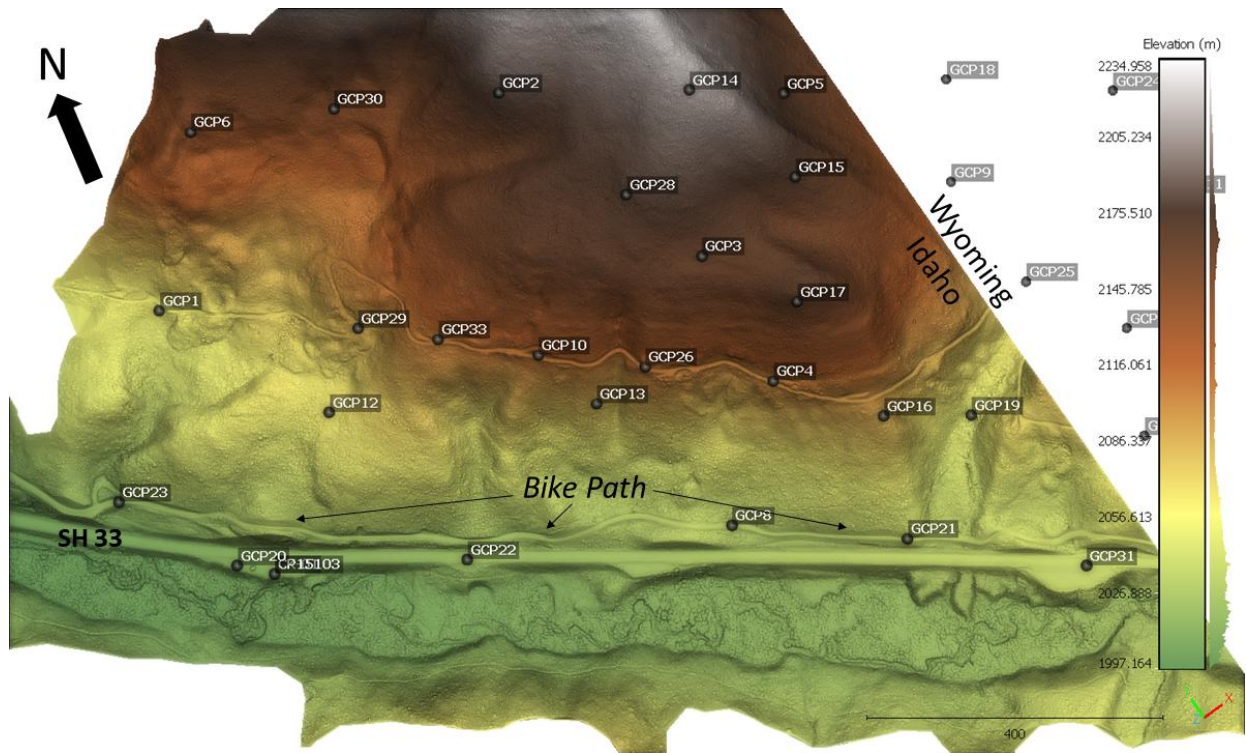 N
GCP6
GCP30
GCP2
GCP14
GCP5
GCP18
GCP24
GCP28
GCP15
GCP9
GCP3
GCP17
GCP25
Wyoming
Idaho
GCP1
GCP29
GCP33
GCP10
GCP26
GCP4
GCP12
GCP13
GCP16
GCP19
GCP23
Bike Path
GCP8
GCP21
SH 33
GCP20
GCP22
GCP31
Elevation (m)
2234.958
2205.234
2175.510
2145.785
2116.061
2086.337
2056.613
2026.888
1997.164
X
Z
400